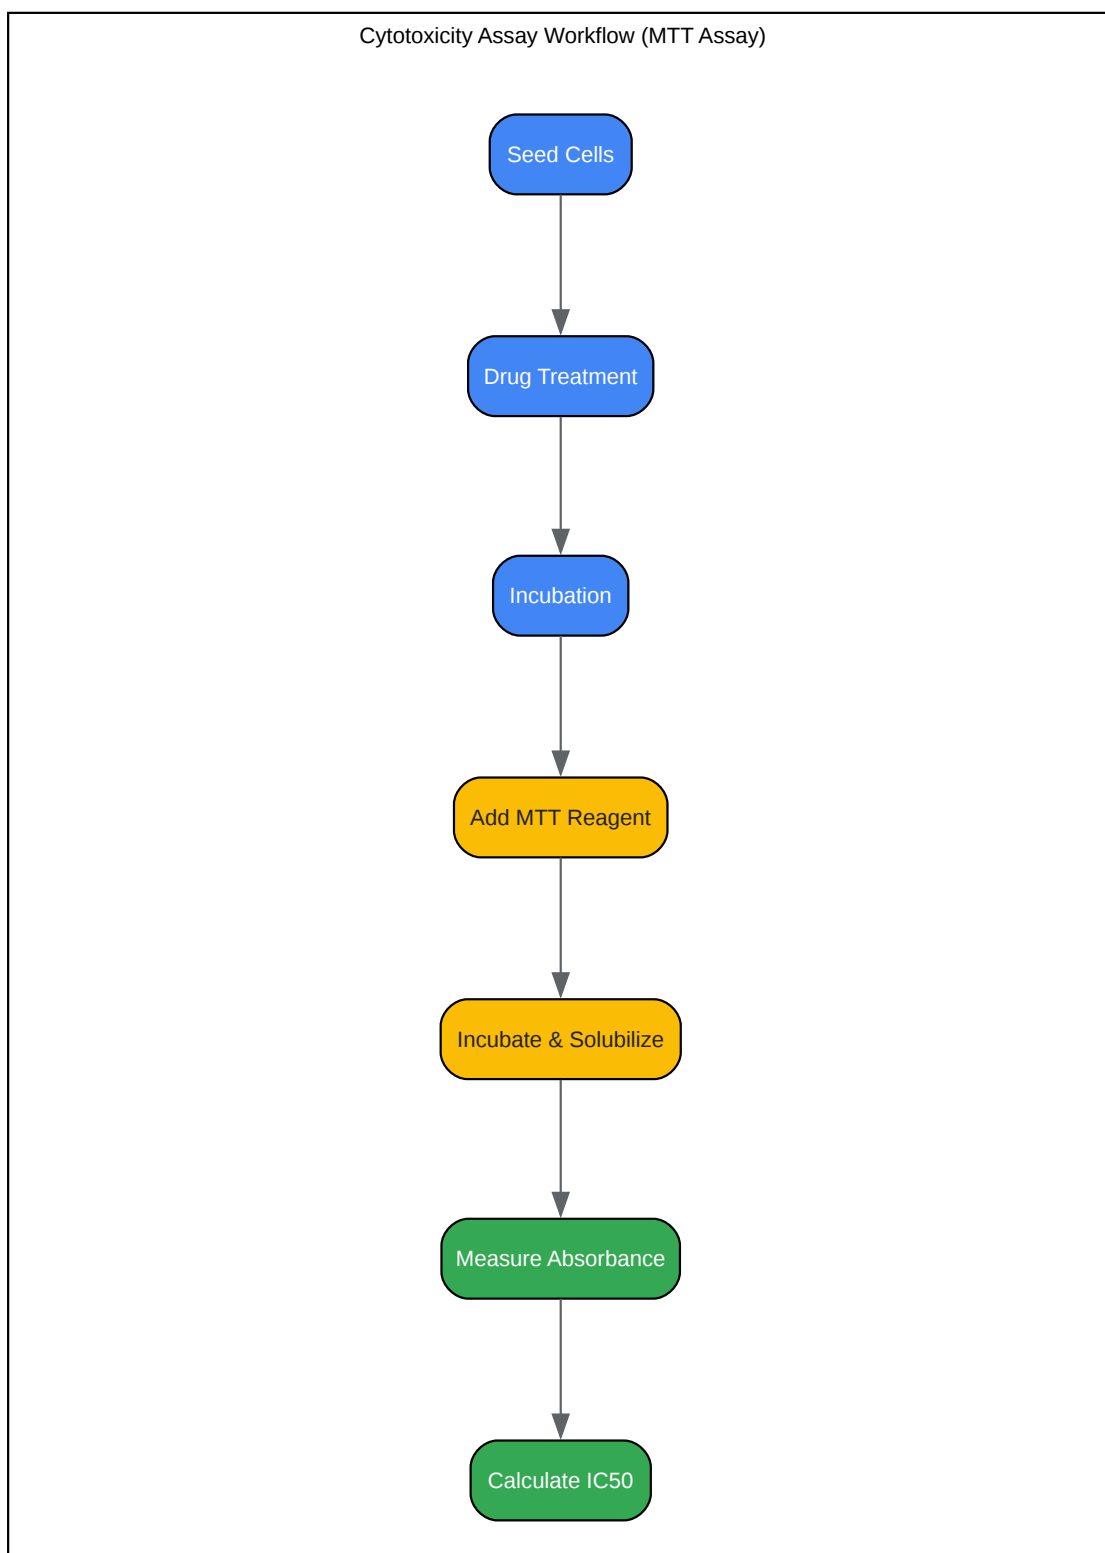 Cytotoxicity Assay Workflow (MTT Assay)
Seed Cells
Drug Treatment
Incubation
Add MTT Reagent
Incubate & Solubilize
Measure Absorbance
Calculate IC50